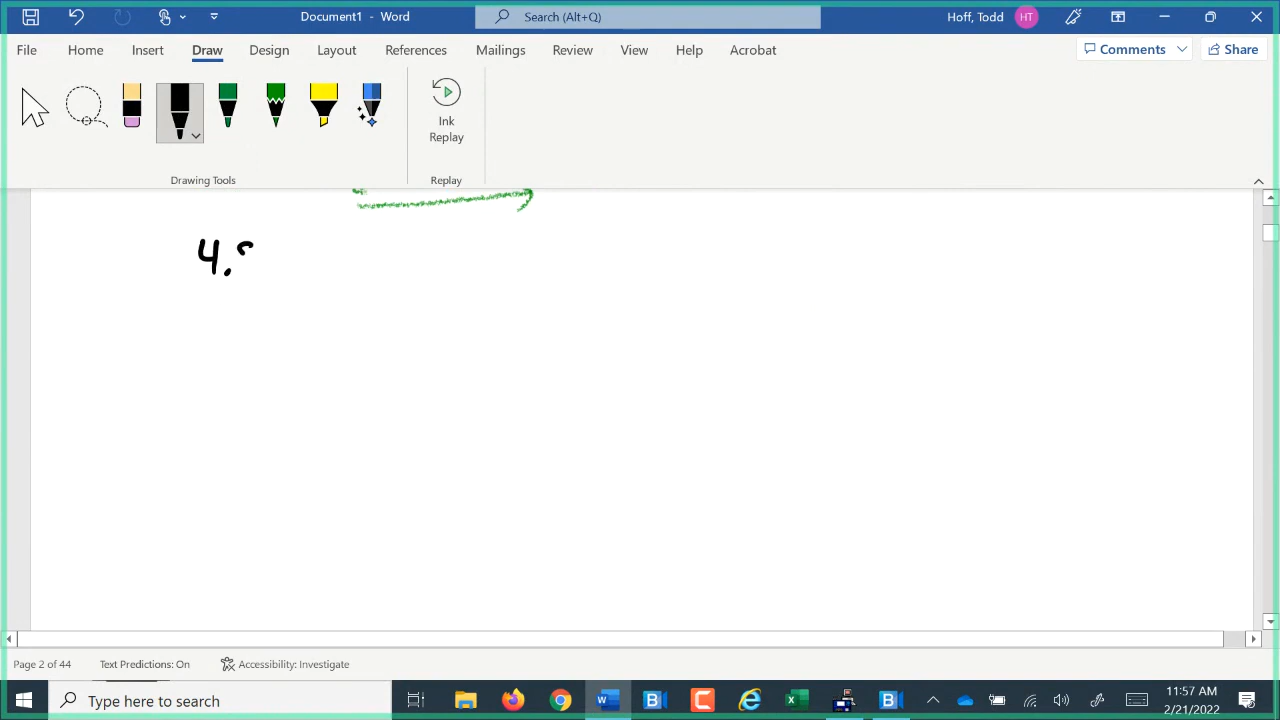 Document1 - Word
Search (Alt+Q)
Hoff, Todd
HT
File Home Insert Draw Design Layout References Mailings Review View Help Acrobat
Comments
Share
Ink
Replay
Drawing Tools
Replay
4.
Page 2 of 44
Text Predictions: On
Accessibility: Investigate
Type here to search
11:57 AM
2/21/2022